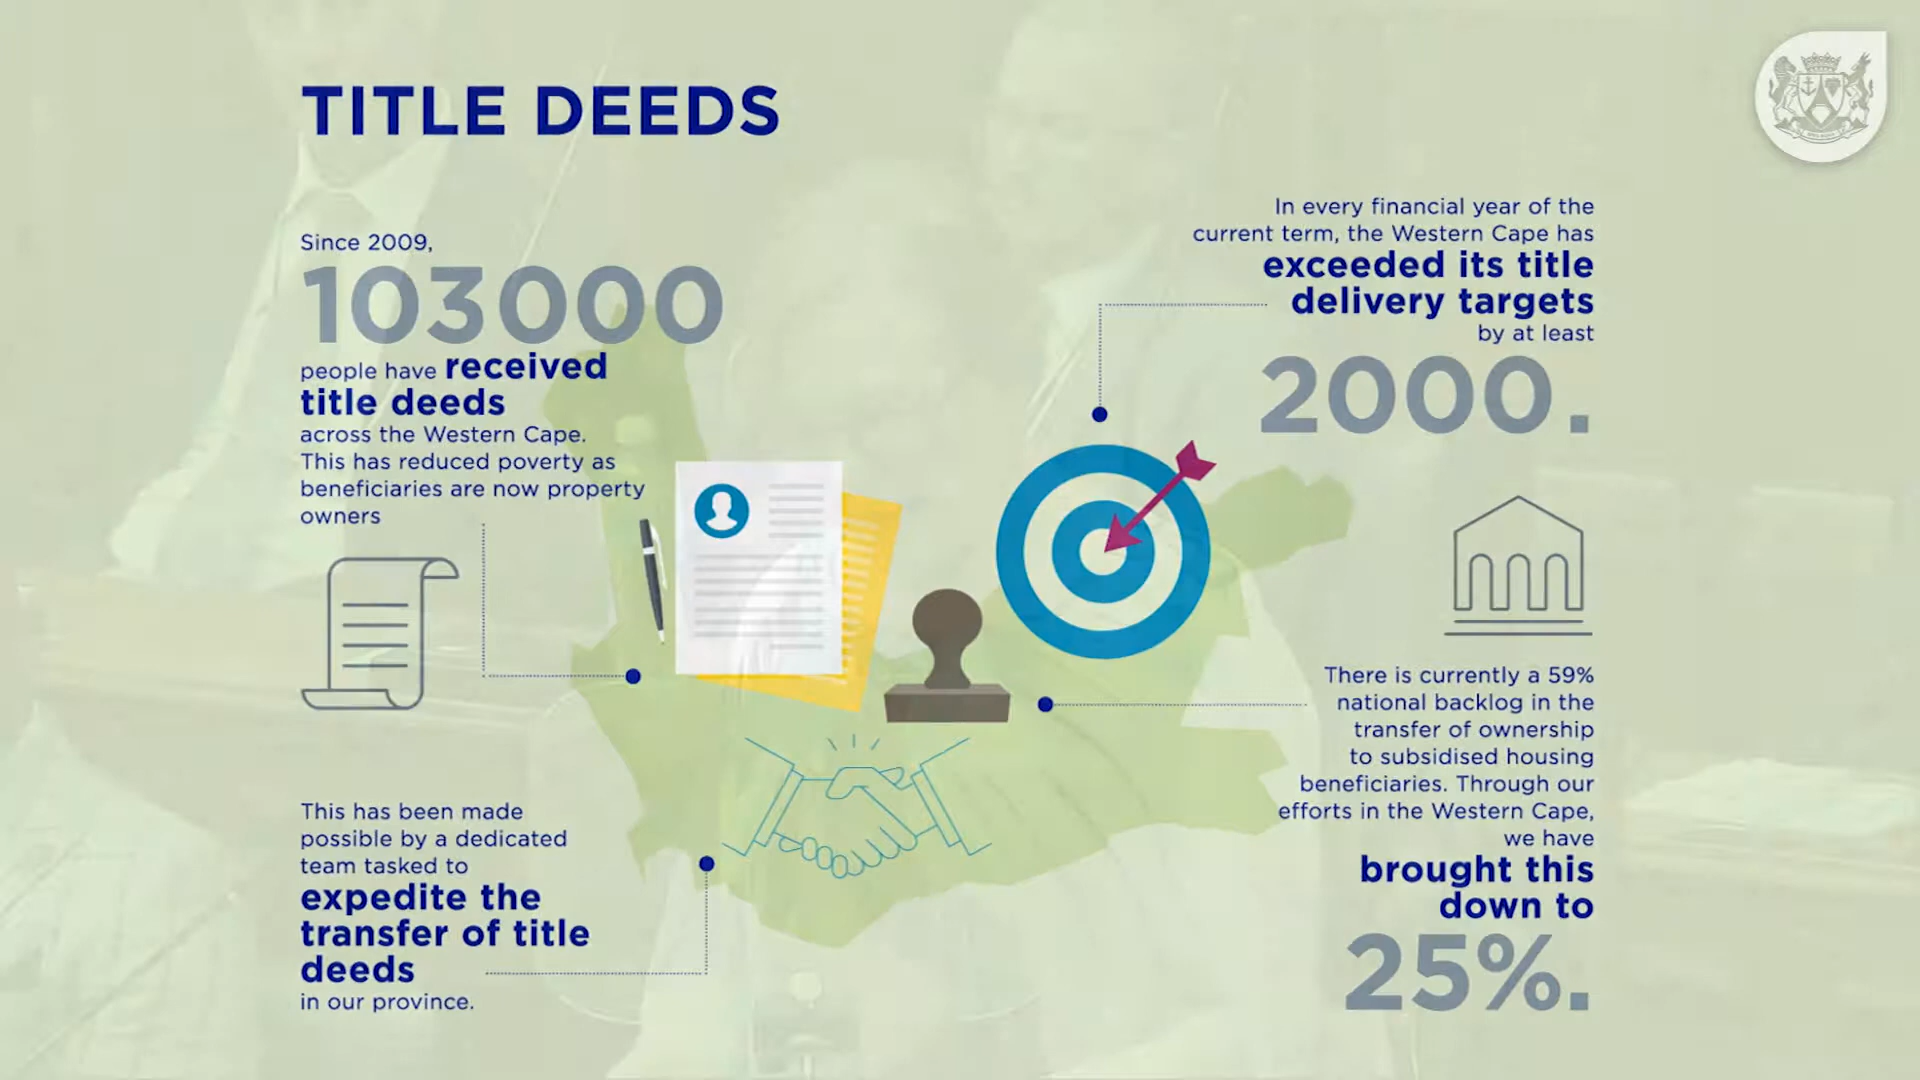 TITLE DEEDS
Since 2009,
103000
people have received
title deeds
across the Western Cape.
This has reduced poverty as
beneficiaries are now property
owners
This has been made
possible by a dedicated
team tasked to
expedite the
transfer of title
deeds
in our province.
In every financial year of the
current term, the Western Cape has
exceeded its title
delivery targets
by at least
2000.
There is currently a 59%
national backlog in the
transfer of ownership
to subsidised housing
beneficiaries. Through our
efforts in the Western Cape,
we have
brought this
down to
25%.